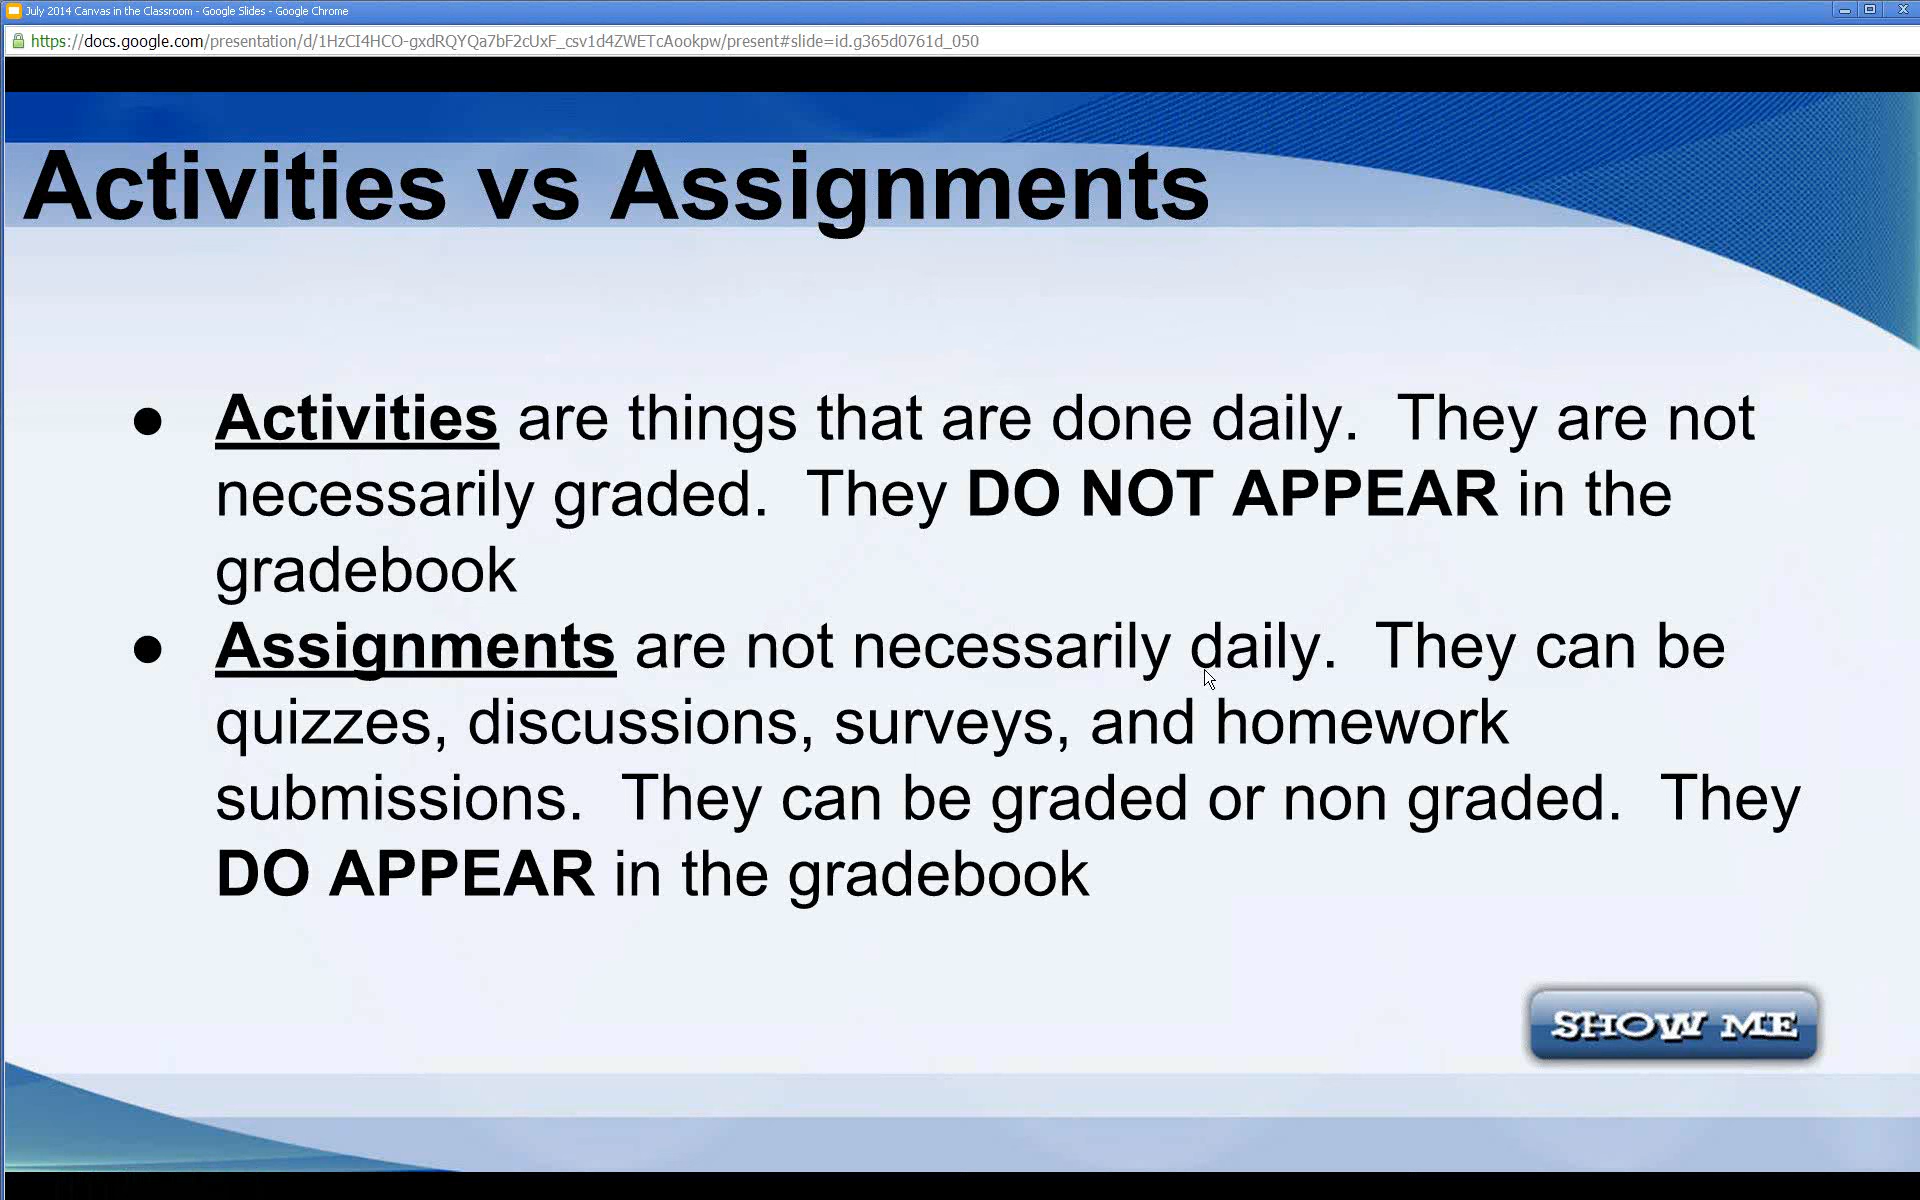 July 2014 Canvas in the Classroom - Google Slides - Google Chrome
https://docs.google.com/presentation/d/1HzCI4HCO-gxdRQYQa7bF2cUxF_csv1d4ZWETcAookpw/present#slide=id.g365d0761d_050
Activities vs Assignments
● Activities are things that are done daily.  They are not
necessarily graded.  They DO NOT APPEAR in the
gradebook
● Assignments are not necessarily daily.  They can be
quizzes, discussions, surveys, and homework
submissions.  They can be graded or non graded.  They
DO APPEAR in the gradebook
SHOW ME